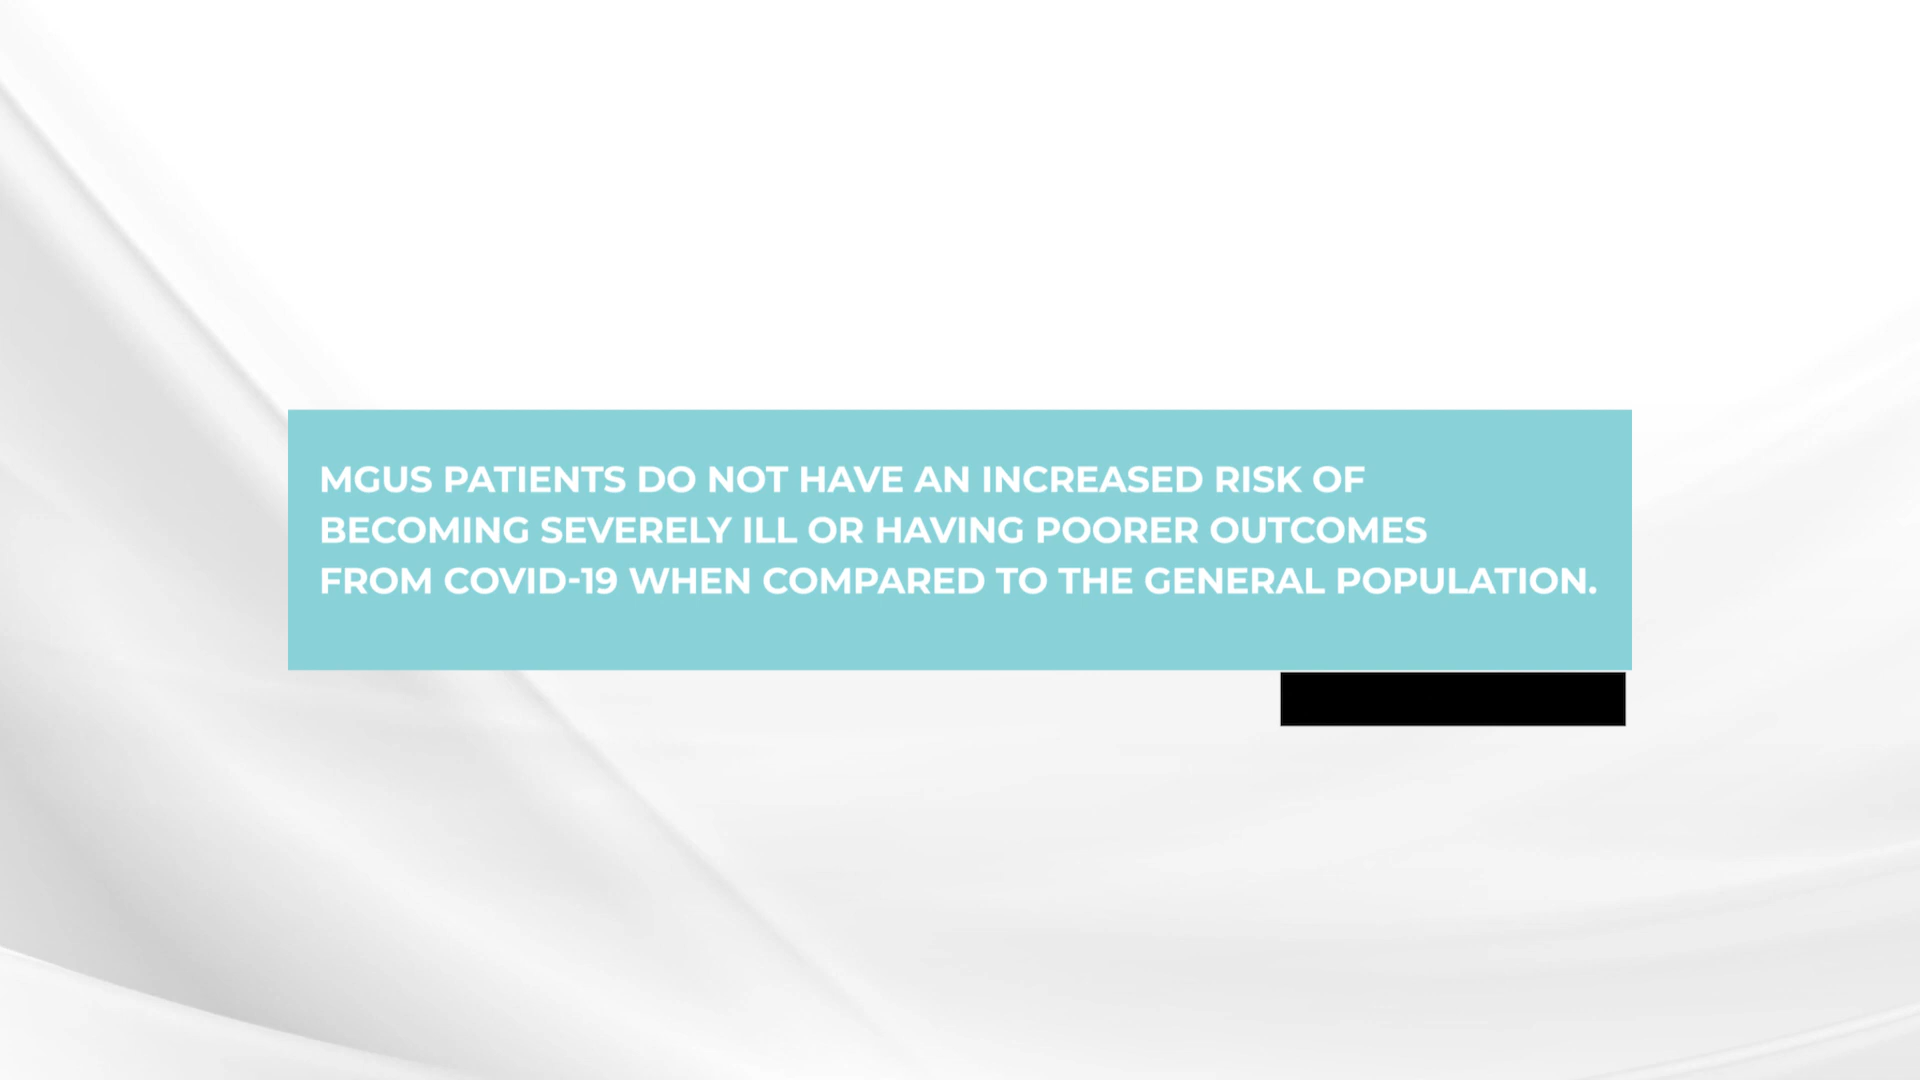 MGUS PATIENTS DO NOT HAVE AN INCREASED RISK OF
BECOMING SEVERELY ILL OR HAVING POORER OUTCOMES
FROM COVID-19 WHEN COMPARED TO THE GENERAL POPULATION.